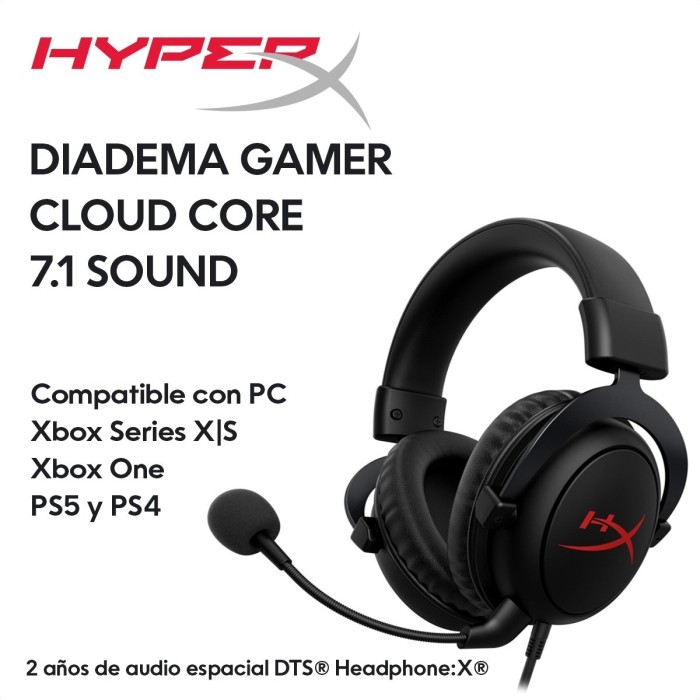 HYPERX
DIADEMA GAMER
CLOUD CORE
7.1 SOUND
Compatible con PC
Xbox Series X|S
Xbox One
PS5 y PS4
HX
2 años de audio espacial DTS® Headphone:X®